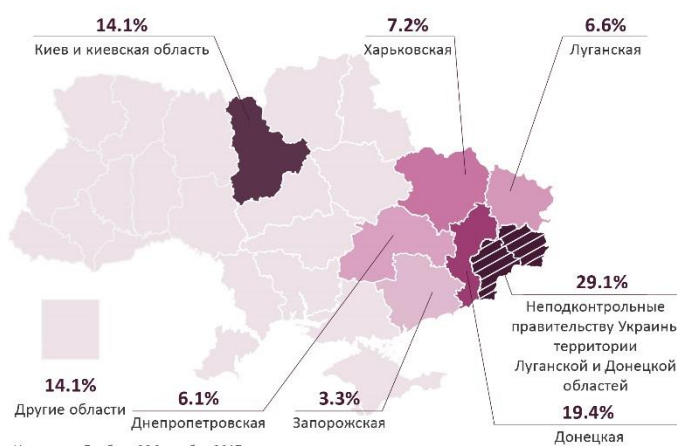 14.1%
Киев и киевская область
7.2%
Харьковская
6.6%
Луганская
29.1%
Неподконтрольные
правительству Украины
территории
Луганской и Донецкой
областей
14.1%
Другие области
6.1%
Днепропетровская
3.3%
Запорожская
19.4%
Донецкая